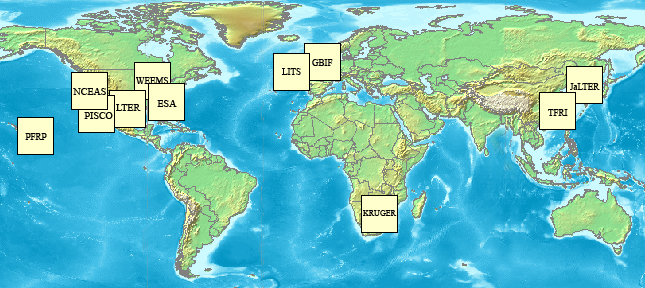 GBIF
LITS
WEEMS
NCEAS
JaLTER
ESA
LTER
TFRI
PISCO
PFRP
KRUGER